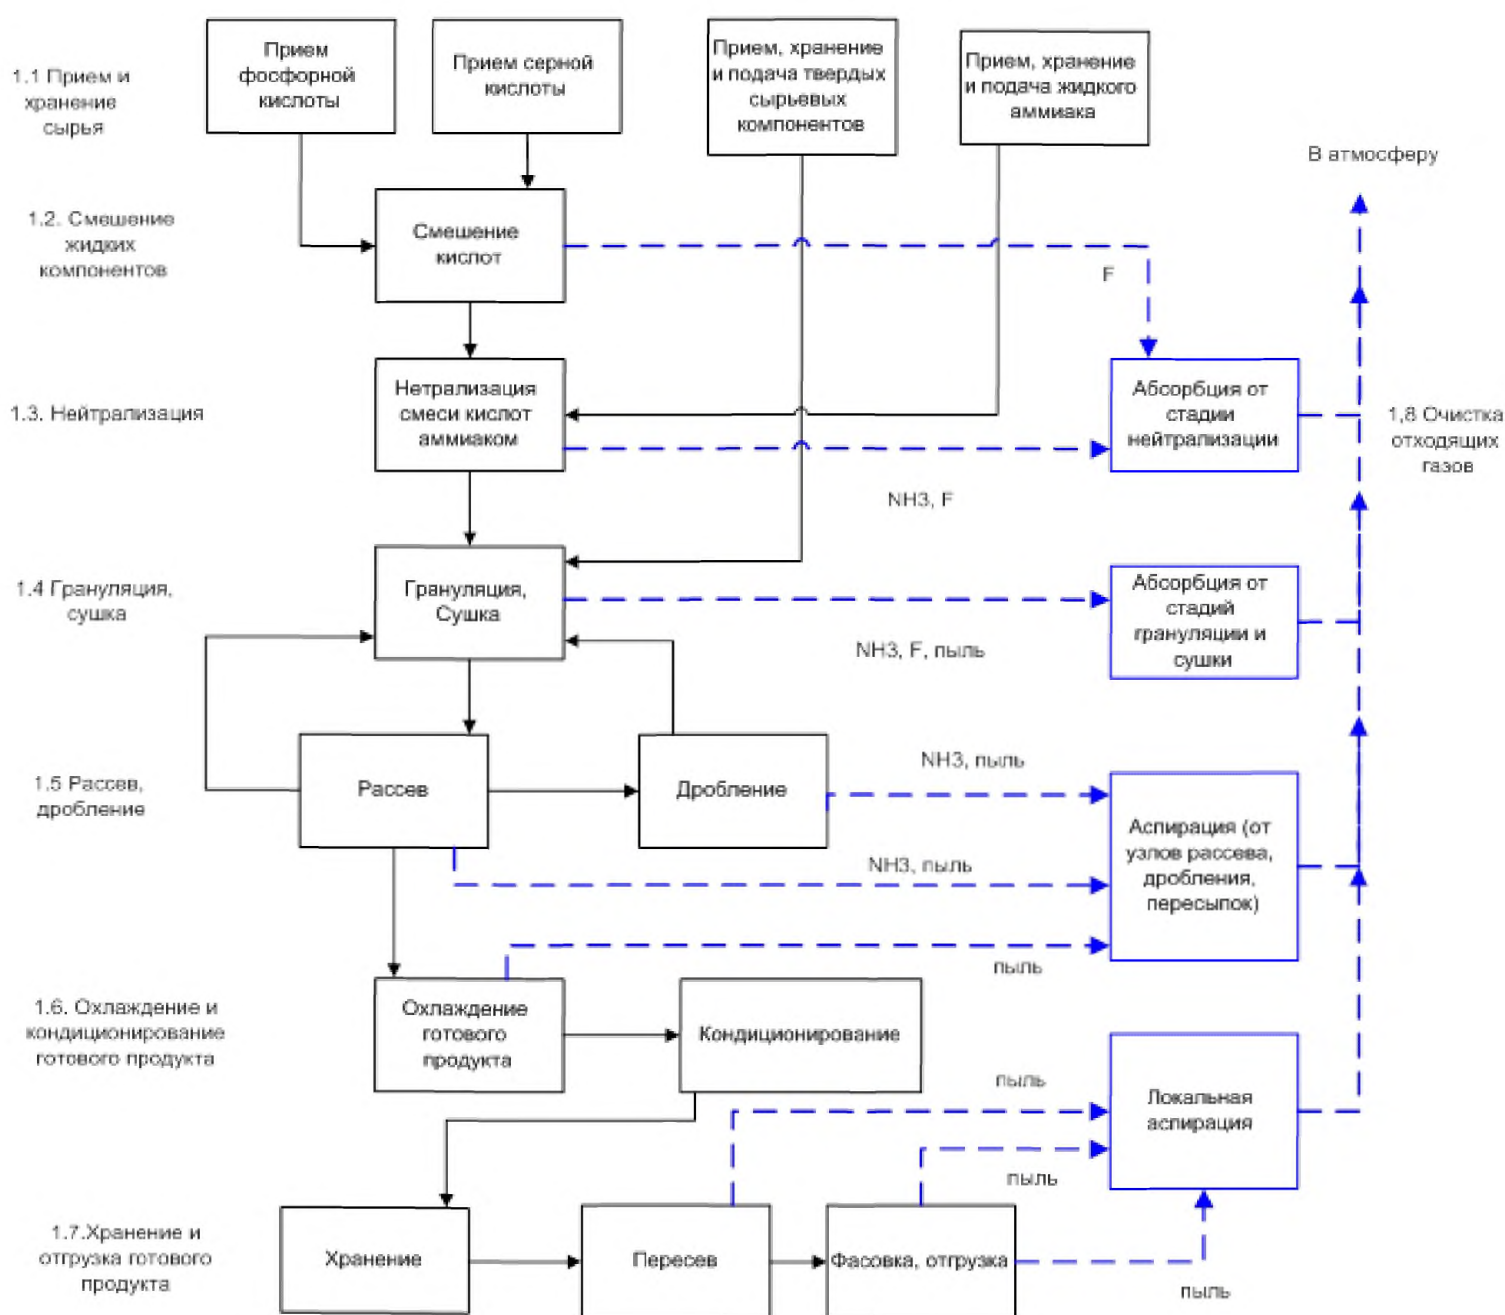 1.1 Прием и
хранение
сырья
Прием
фосфорной
кислоты
Прием серной
кислоты
Прием, хранение
и подача твердых
сырьевых
компонентов
Прием, хранение
и подача жидкого
аммиака
В атмосферу
1.2. Смешение
жидких
компонентов
Смешение
кислот
F
1.3. Нейтрализация
Нетрализация
смеси кислот
аммиаком
NH3, F
Абсорбция от
стадии
нейтрализации
1,8 Очистка
отходящих
газов
1.4 Грануляция,
сушка
Грануляция,
Сушка
NH3, F, пыль
Абсорбция от
стадий
грануляции и
сушки
1.5 Рассев,
дробление
Рассев
Дробление
NH3, пыль
NH3, пыль
пыль
Аспирация (от
узлов рассева,
дробления,
пересыпок)
1.6. Охлаждение и
кондиционирование
готового продукта
Охлаждение
готового
продукта
Кондиционирование
пыль
пыль
Локальная
аспирация
1.7.Хранение и
отгрузка готового
продукта
Хранение
Пересев
Фасовка, отгрузка
пыль